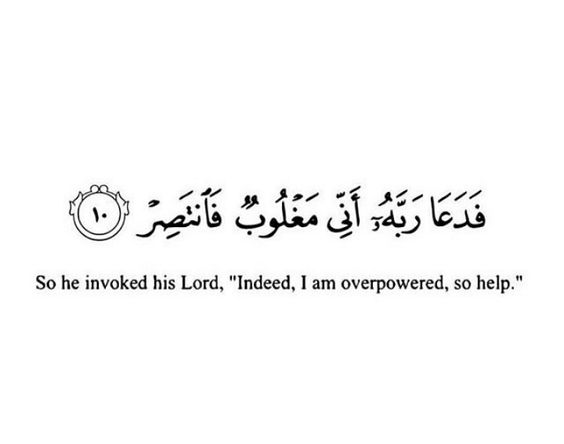 فَدَعَا رَبَّهُۥٓ أَنِّى مَغْلُوبٌ فَٱنتَصِرْ ١٠
So he invoked his Lord, "Indeed, I am overpowered, so help."